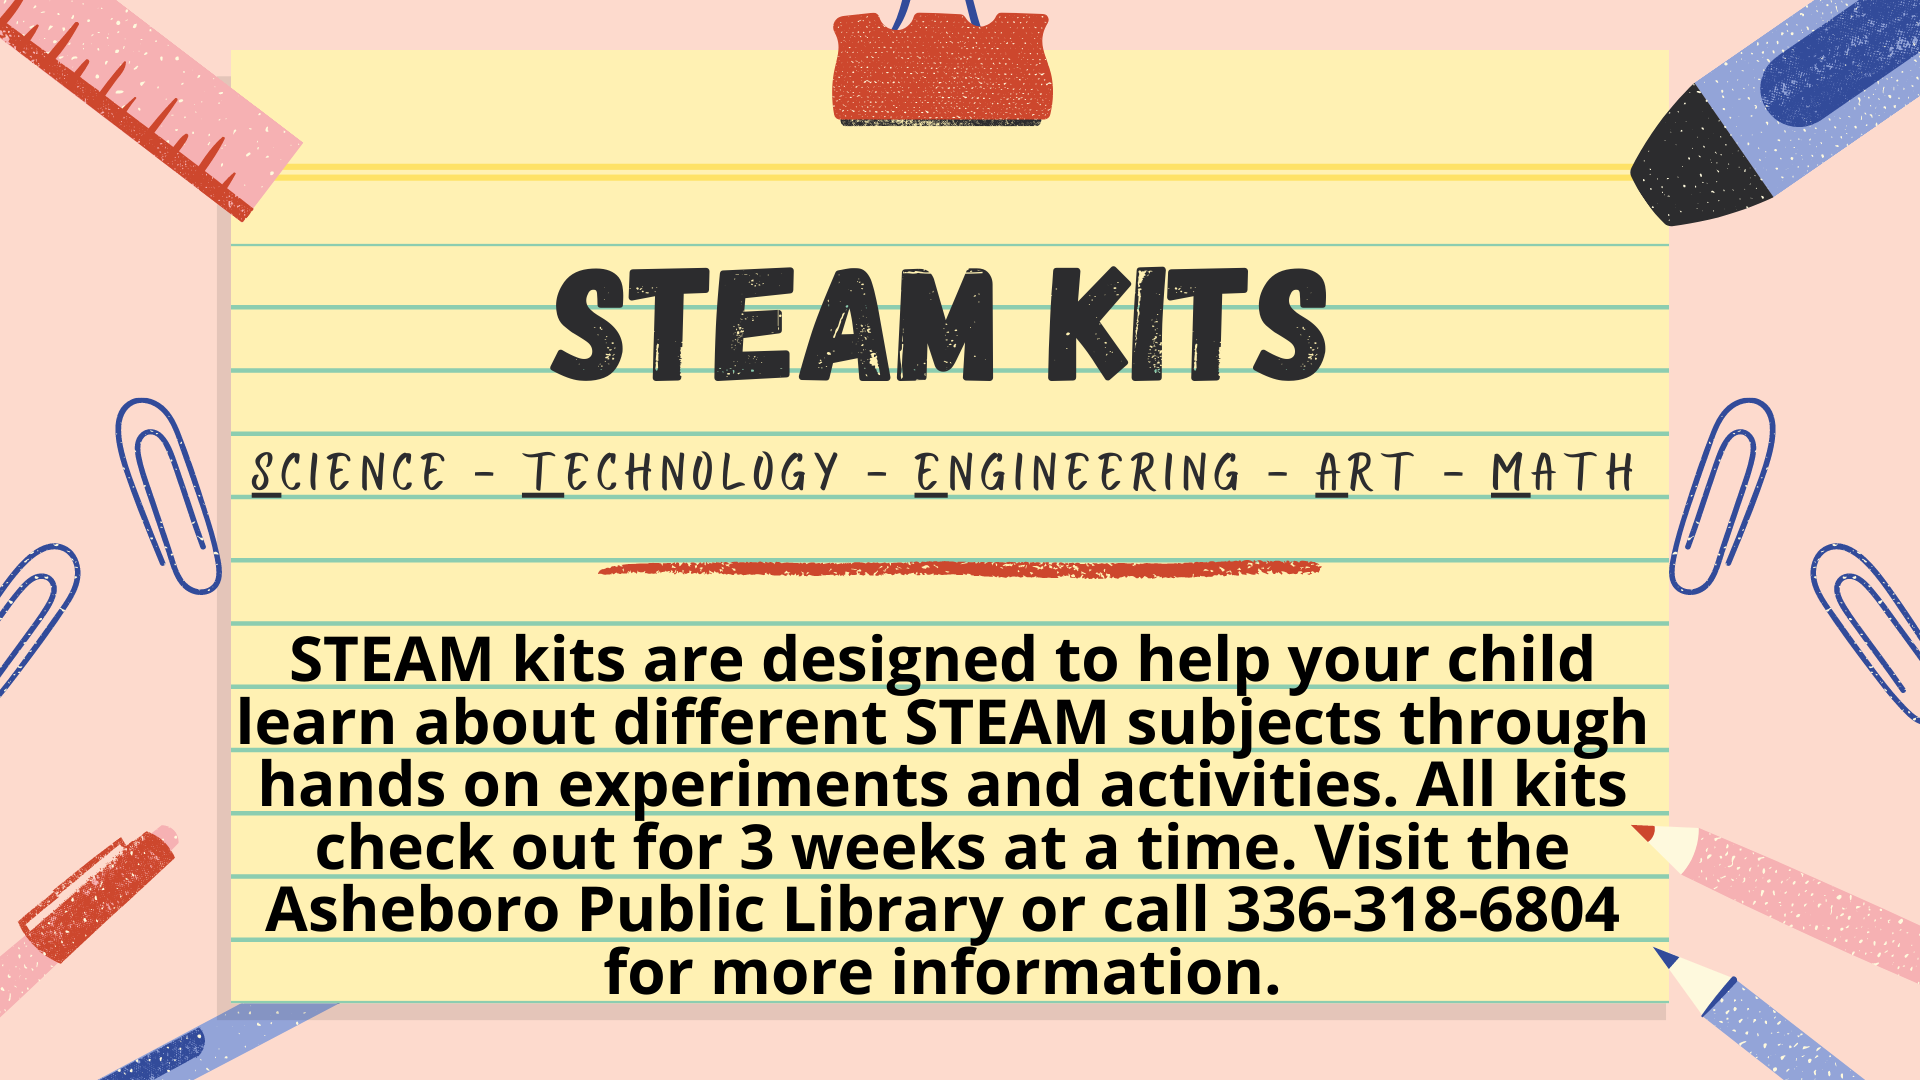 STEAM KITS
SCIENCE - TECHNOLOGY - ENGINEERING - ART - MATH
STEAM kits are designed to help your child
learn about different STEAM subjects through
hands on experiments and activities. All kits
check out for 3 weeks at a time. Visit the
Asheboro Public Library or call 336-318-6804
for more information.